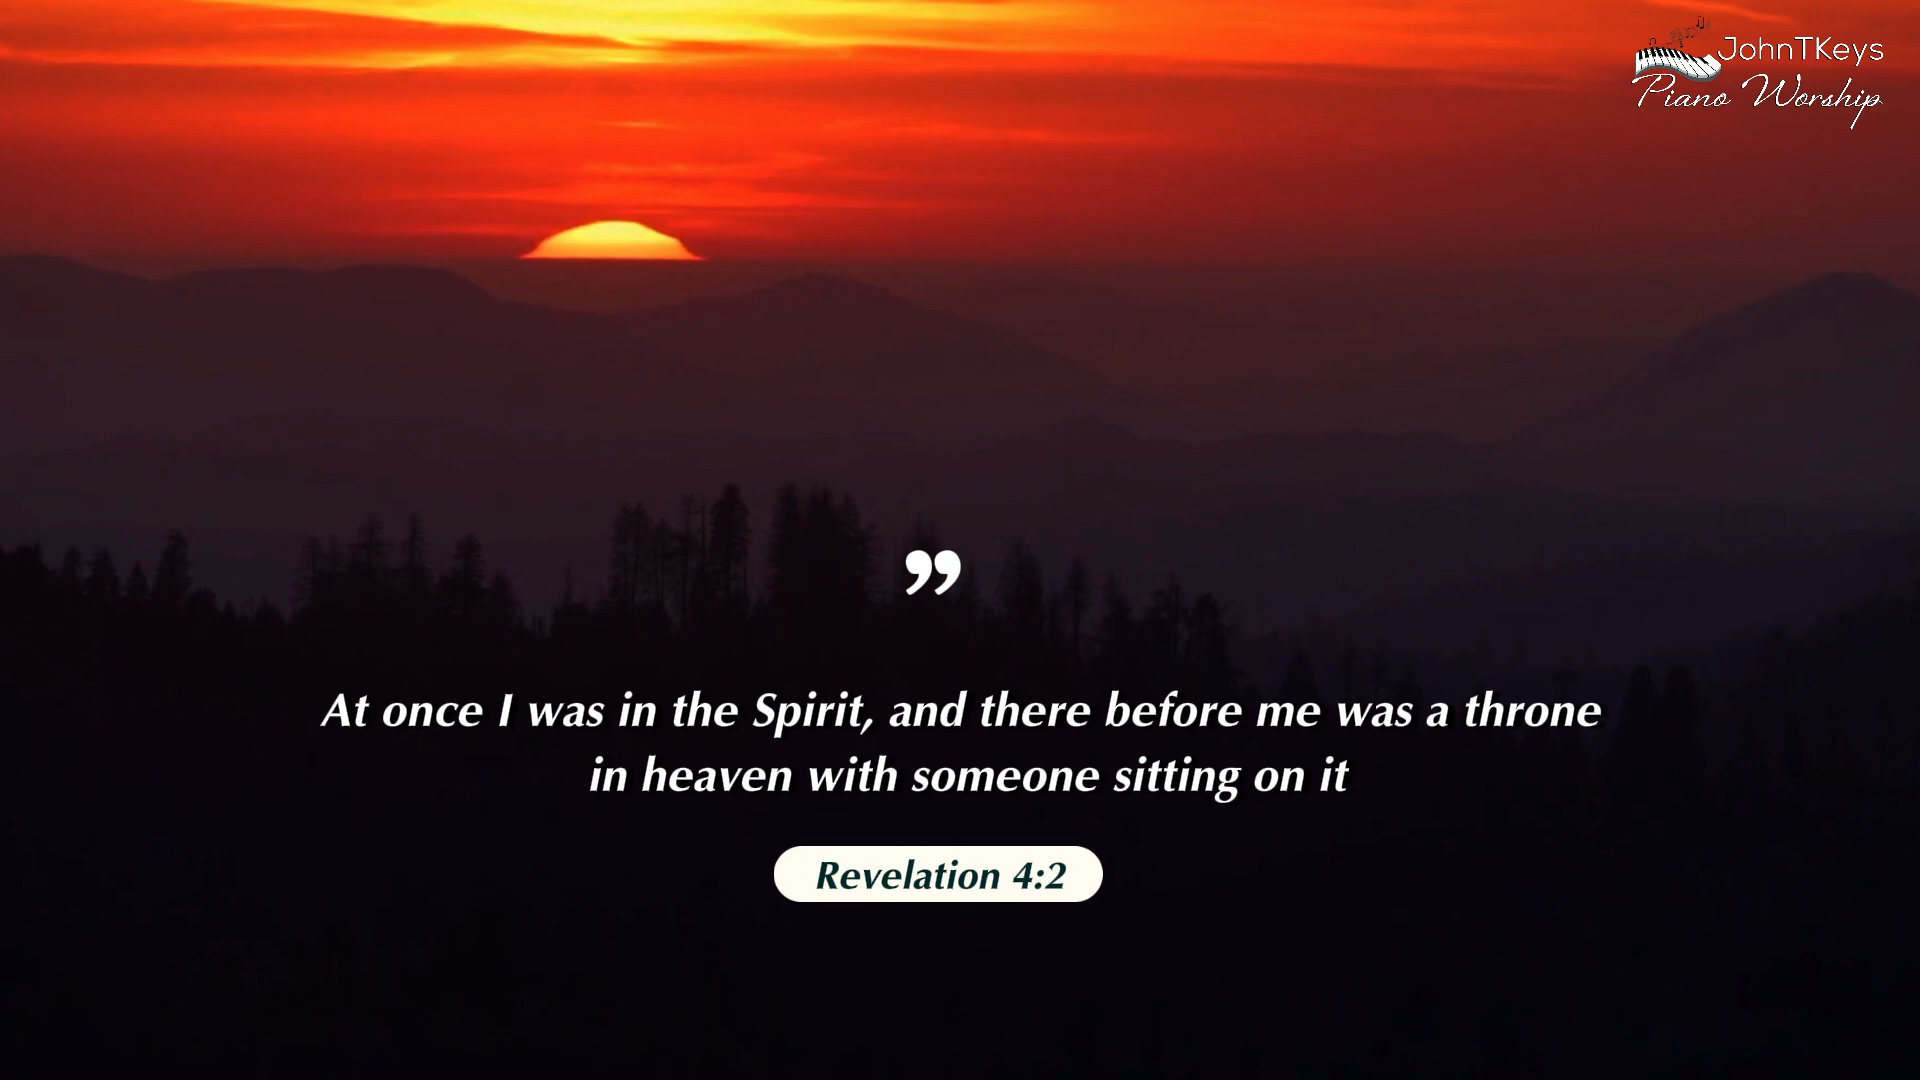 JohnTKeys
Piano Worship
”
At once I was in the Spirit, and there before me was a throne
in heaven with someone sitting on it
Revelation 4:2